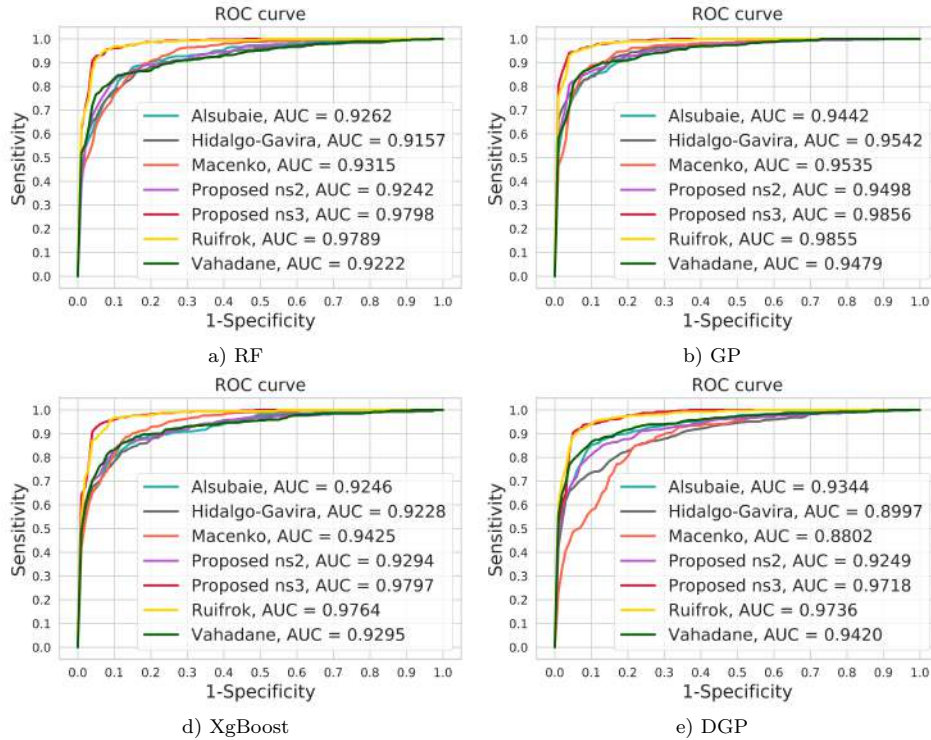 ROC curve
Sensitivity
1.0
0.9
0.8
0.7
0.6
0.5
0.4
0.3
0.2
0.1
0.0
Alsubaie, AUC = 0.9262
Hidalgo-Gavira, AUC = 0.9157
Macenko, AUC = 0.9315
Proposed ns2, AUC = 0.9242
Proposed ns3, AUC = 0.9798
Ruifrok, AUC = 0.9789
Vahadane, AUC = 0.9222
0.0 0.1 0.2 0.3 0.4 0.5 0.6 0.7 0.8 0.9 1.0
1-Specificity
a) RF
ROC curve
Sensitivity
1.0
0.9
0.8
0.7
0.6
0.5
0.4
0.3
0.2
0.1
0.0
Alsubaie, AUC = 0.9442
Hidalgo-Gavira, AUC = 0.9542
Macenko, AUC = 0.9535
Proposed ns2, AUC = 0.9498
Proposed ns3, AUC = 0.9856
Ruifrok, AUC = 0.9855
Vahadane, AUC = 0.9479
0.0 0.1 0.2 0.3 0.4 0.5 0.6 0.7 0.8 0.9 1.0
1-Specificity
b) GP
ROC curve
Sensitivity
1.0
0.9
0.8
0.7
0.6
0.5
0.4
0.3
0.2
0.1
0.0
Alsubaie, AUC = 0.9246
Hidalgo-Gavira, AUC = 0.9228
Macenko, AUC = 0.9425
Proposed ns2, AUC = 0.9294
Proposed ns3, AUC = 0.9797
Ruifrok, AUC = 0.9764
Vahadane, AUC = 0.9295
0.0 0.1 0.2 0.3 0.4 0.5 0.6 0.7 0.8 0.9 1.0
1-Specificity
d) XgBoost
ROC curve
Sensitivity
1.0
0.9
0.8
0.7
0.6
0.5
0.4
0.3
0.2
0.1
0.0
Alsubaie, AUC = 0.9344
Hidalgo-Gavira, AUC = 0.8997
Macenko, AUC = 0.8802
Proposed ns2, AUC = 0.9249
Proposed ns3, AUC = 0.9718
Ruifrok, AUC = 0.9736
Vahadane, AUC = 0.9420
0.0 0.1 0.2 0.3 0.4 0.5 0.6 0.7 0.8 0.9 1.0
1-Specificity
e) DGP